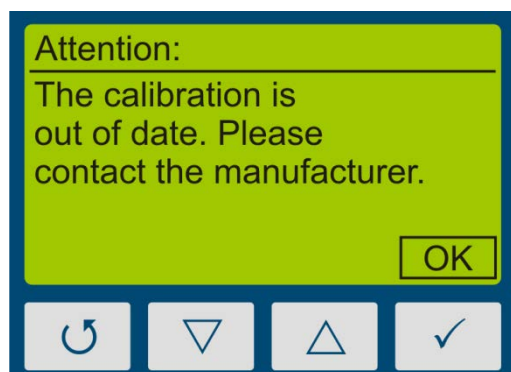 Attention:
The calibration is
out of date. Please
contact the manufacturer.
OK